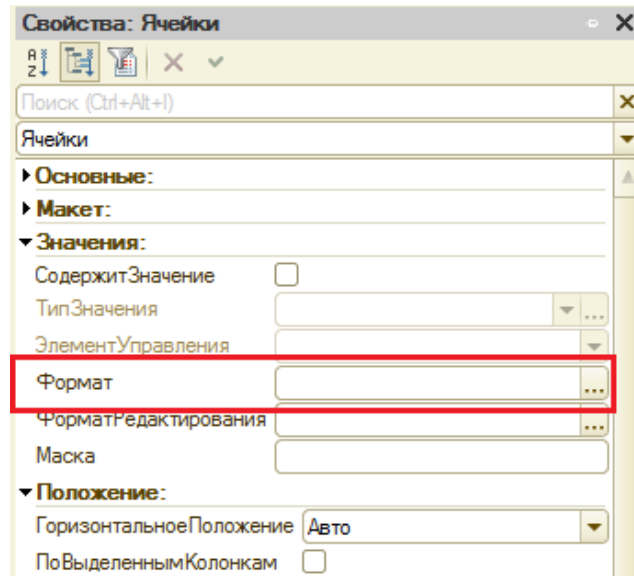 Свойства: Ячейки
Поиск (Ctrl+Alt+I)
Ячейки
Основные:
Макет:
Значения:
СодержитЗначение
ТипЗначения
ЭлементУправления
Формат
ФорматРедактирования
Маска
Положение:
ГоризонтальноеПоложение Авто
ПоВыделеннымКолонкам